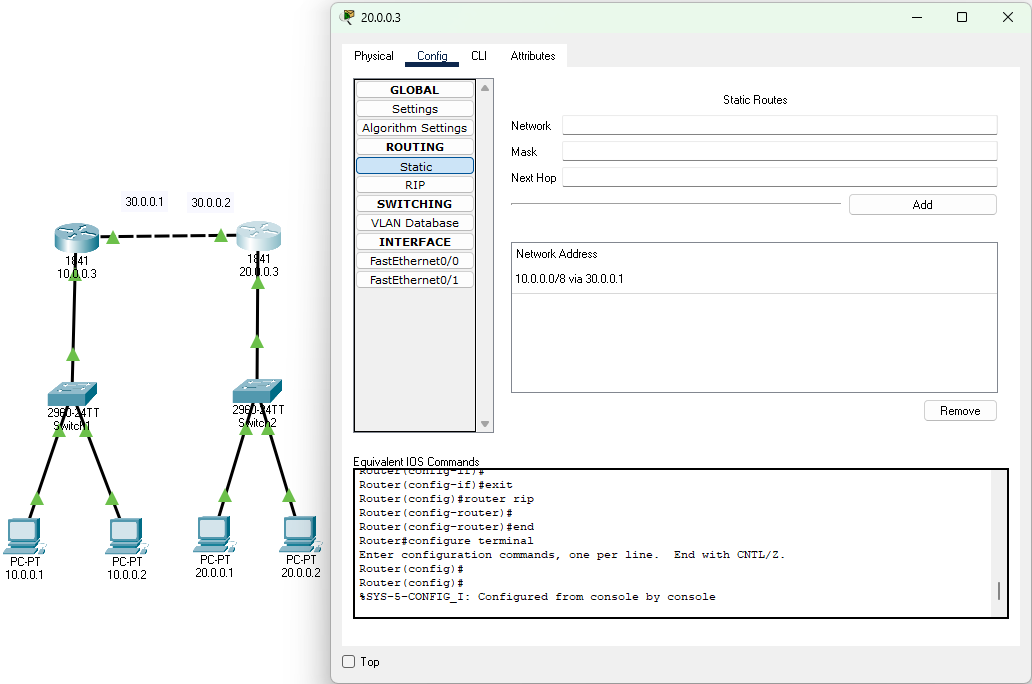 30.0.0.1
30.0.0.2
1841
10.0.0.3
1841
20.0.0.3
2960-24TT
Switch1
2960-24TT
Switch2
PC-PT
10.0.0.1
PC-PT
10.0.0.2
PC-PT
20.0.0.1
PC-PT
20.0.0.2
20.0.0.3
Physical Config CLI Attributes
GLOBAL
Settings
Algorithm Settings
ROUTING
Static
RIP
SWITCHING
VLAN Database
INTERFACE
FastEthernet0/0
FastEthernet0/1
Static Routes
Network
Mask
Next Hop
Add
Network Address
10.0.0.0/8 via 30.0.0.1
Remove
Equivalent IOS Commands
Router(config-if)#
Router(config-if)#exit
Router(config)#router rip
Router(config-router)#
Router(config-router)#end
Router#configure terminal
Enter configuration commands, one per line.  End with CNTL/Z.
Router(config)#
Router(config)#
%SYS-5-CONFIG_I: Configured from console by console
Top